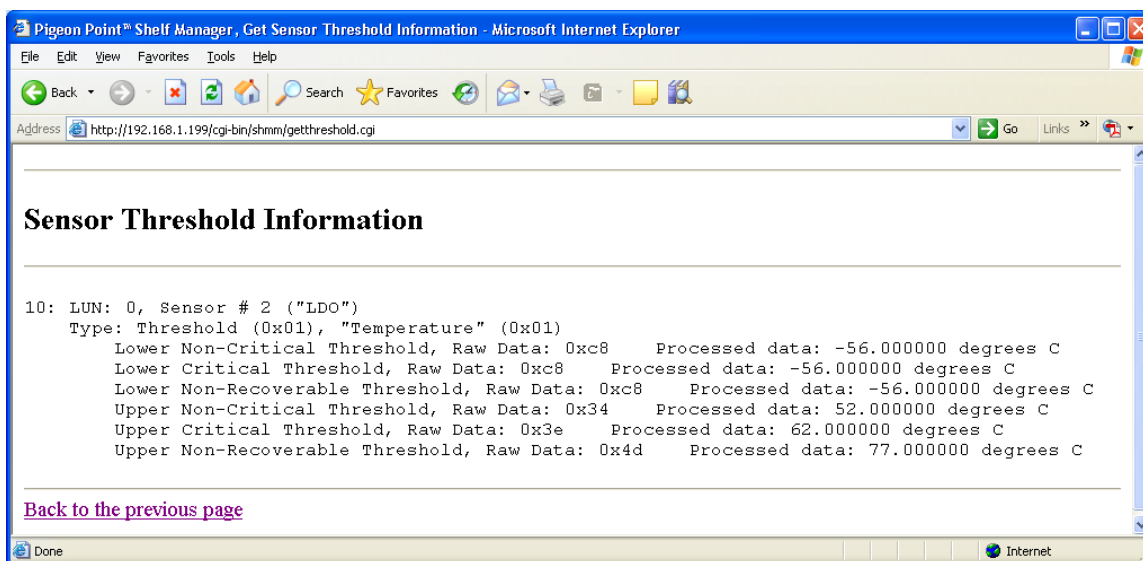 Pigeon Point™ Shelf Manager, Get Sensor Threshold Information - Microsoft Internet Explorer
File Edit View Favorites Tools Help
Back Search Favorites
Address http://192.168.1.199/cgi-bin/shmm/getthreshold.cgi Go Links »
Sensor Threshold Information
10: LUN: 0, Sensor # 2 ("LDO")
Type: Threshold (0x01), "Temperature" (0x01)
Lower Non-Critical Threshold, Raw Data: 0xc8 Processed data: -56.000000 degrees C
Lower Critical Threshold, Raw Data: 0xc8 Processed data: -56.000000 degrees C
Lower Non-Recoverable Threshold, Raw Data: 0xc8 Processed data: -56.000000 degrees C
Upper Non-Critical Threshold, Raw Data: 0x34 Processed data: 52.000000 degrees C
Upper Critical Threshold, Raw Data: 0x3e Processed data: 62.000000 degrees C
Upper Non-Recoverable Threshold, Raw Data: 0x4d Processed data: 77.000000 degrees C
Back to the previous page
Done Internet